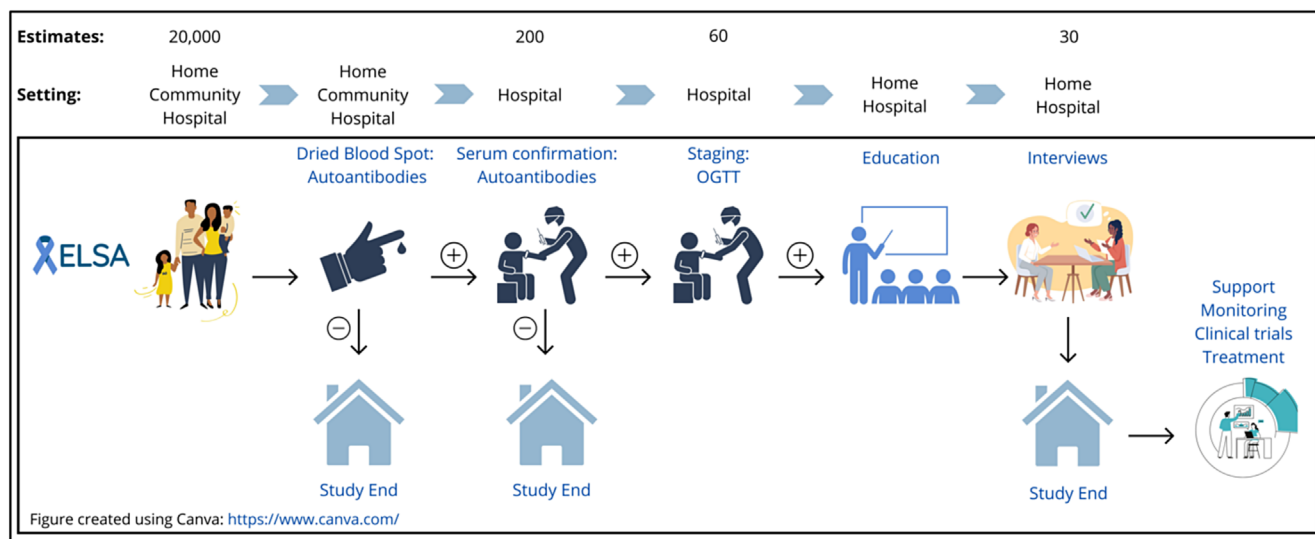 Estimates: 20,000 200 60 30
Setting:
Home
Community
Hospital
Home
Community
Hospital
Hospital
Hospital
Home
Hospital
Home
Hospital
Dried Blood Spot:
Autoantibodies
Serum confirmation:
Autoantibodies
Staging:
OGTT
Education
Interviews
ELSA
+
+
+
−
−
Support
Monitoring
Clinical trials
Treatment
Study End
Study End
Study End
Figure created using Canva: https://www.canva.com/